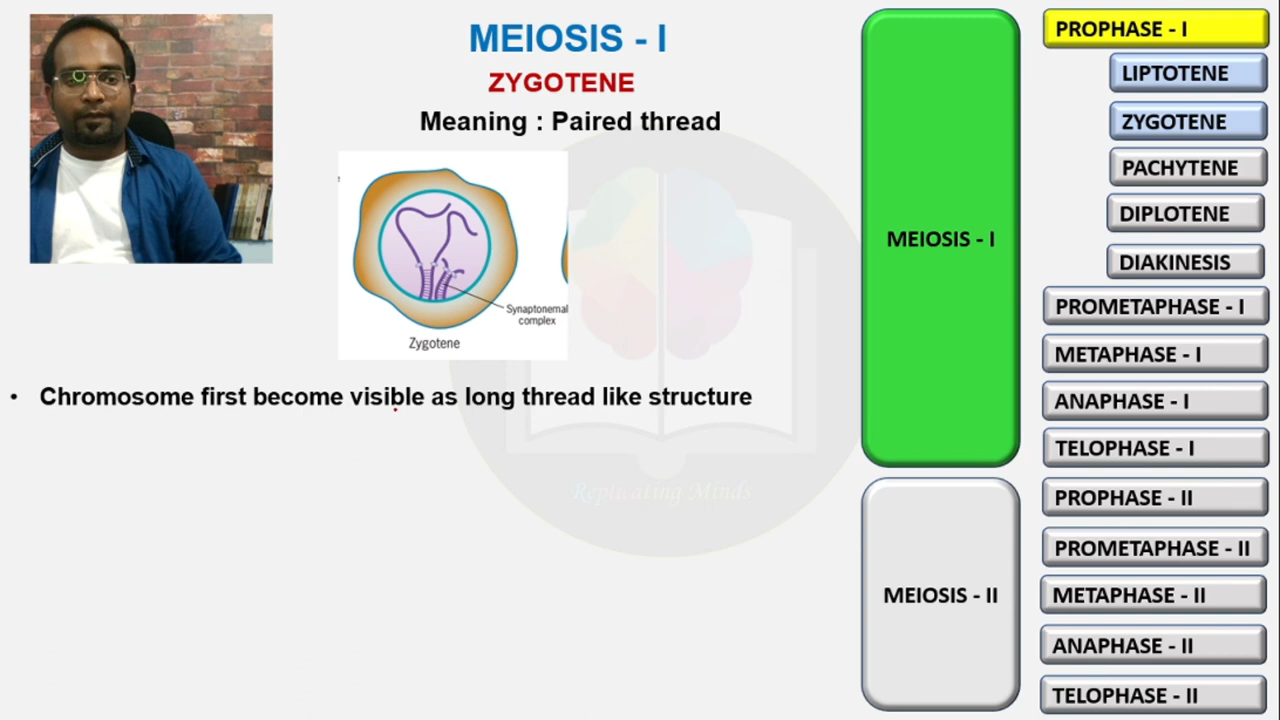 MEIOSIS - I
ZYGOTENE
Meaning : Paired thread
Synaptonemal
complex
Zygotene
• Chromosome first become visible as long thread like structure
Replicating Minds
MEIOSIS - I
MEIOSIS - II
PROPHASE - I
LIPTOTENE
ZYGOTENE
PACHYTENE
DIPLOTENE
DIAKINESIS
PROMETAPHASE - I
METAPHASE - I
ANAPHASE - I
TELOPHASE - I
PROPHASE - II
PROMETAPHASE - II
METAPHASE - II
ANAPHASE - II
TELOPHASE - II